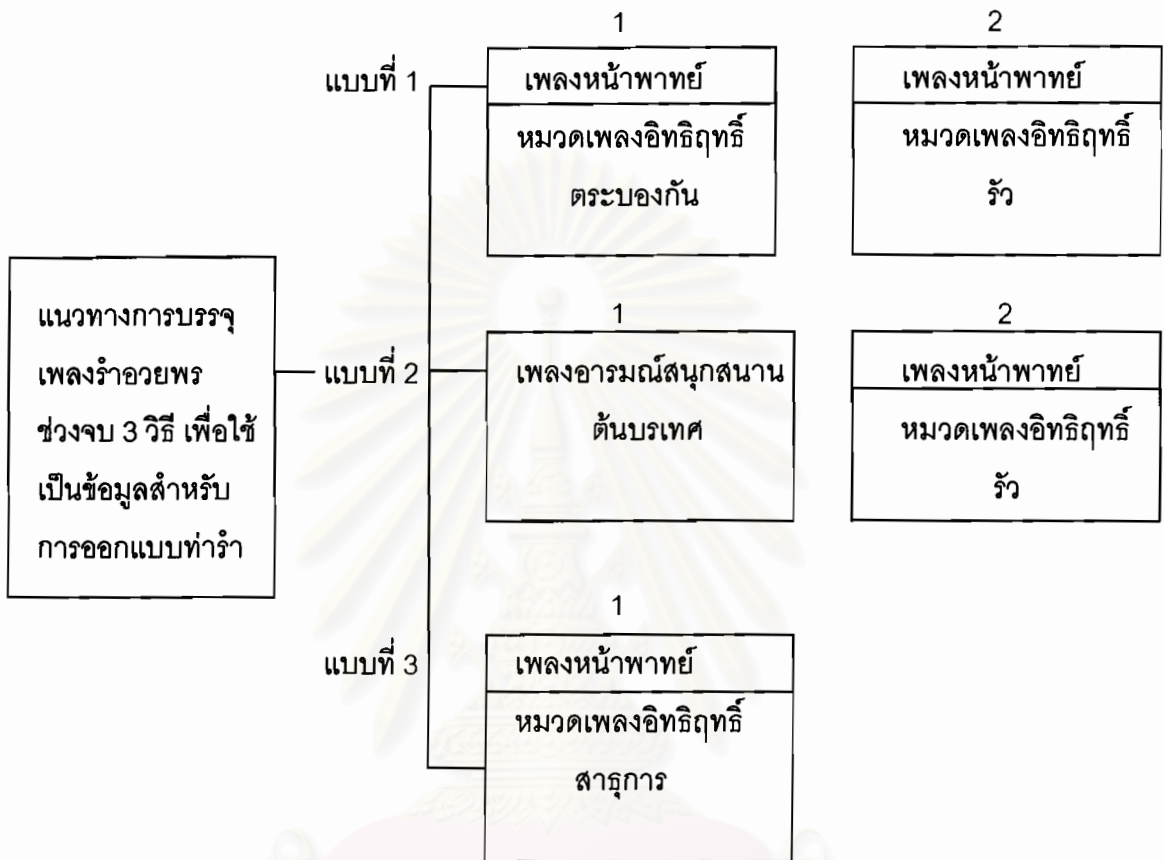 1
2
แบบที่ 1
เพลงหน้าพาทย์
หมวดเพลงอิทธิฤทธิ์
ตระบองกัน
เพลงหน้าพาทย์
หมวดเพลงอิทธิฤทธิ์
รัว
แนวทางการบรรจุ
เพลงรำอวยพร
ช่วงจบ 3 วิธี เพื่อใช้
เป็นข้อมูลสำหรับ
การออกแบบท่ารำ
1
2
แบบที่ 2
เพลงอารมณ์สนุกสนาน
ต้นบรเทศ
เพลงหน้าพาทย์
หมวดเพลงอิทธิฤทธิ์
รัว
1
แบบที่ 3
เพลงหน้าพาทย์
หมวดเพลงอิทธิฤทธิ์
สาธุการ